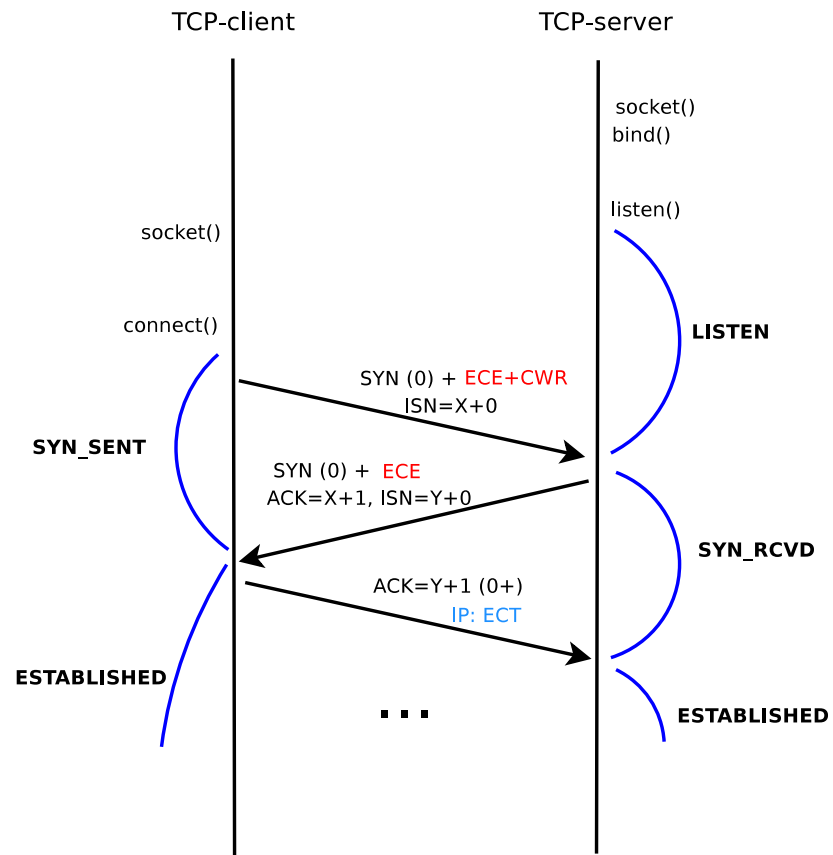 TCP-client
TCP-server
socket()
bind()
listen()
socket()
connect()
LISTEN
SYN (0) + ECE+CWR
ISN=X+0
SYN_SENT
SYN (0) + ECE
ACK=X+1, ISN=Y+0
SYN_RCVD
ACK=Y+1 (0+)
IP: ECT
ESTABLISHED
...
ESTABLISHED